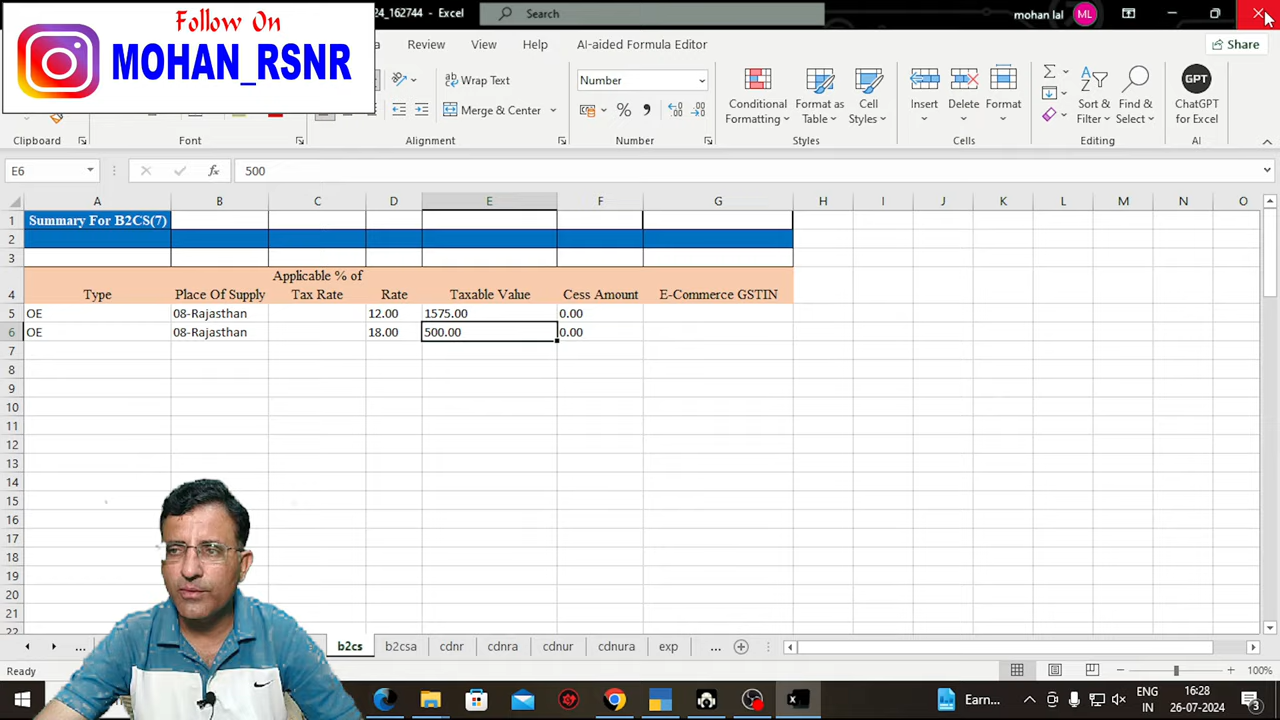 Follow On
MOHAN_RSNR
24_162744 - Excel
Search
mohan lal
ML
Review
View
Help
AI-aided Formula Editor
Share
Wrap Text
Merge & Center
Number
Conditional Formatting
Format as Table
Cell Styles
Insert
Delete
Format
Sort & Filter
Find & Select
ChatGPT for Excel
Clipboard
Font
Alignment
Number
Styles
Cells
Editing
AI
E6
fx
500
A B C D E F G H I J K L M N O
1 Summary For B2CS(7)
2
3
4 Type Place Of Supply Applicable % of Tax Rate Rate Taxable Value Cess Amount E-Commerce GSTIN
5 OE 08-Rajasthan 12.00 1575.00 0.00
6 OE 08-Rajasthan 18.00 500.00 0.00
7
8
9
10
11
12
13
14
15
16
17
18
19
20
21
... b2cs b2csa cdnr cdnra cdnur cdnura exp ...
Ready
100%
Earn...
ENG
IN
16:28
26-07-2024
3